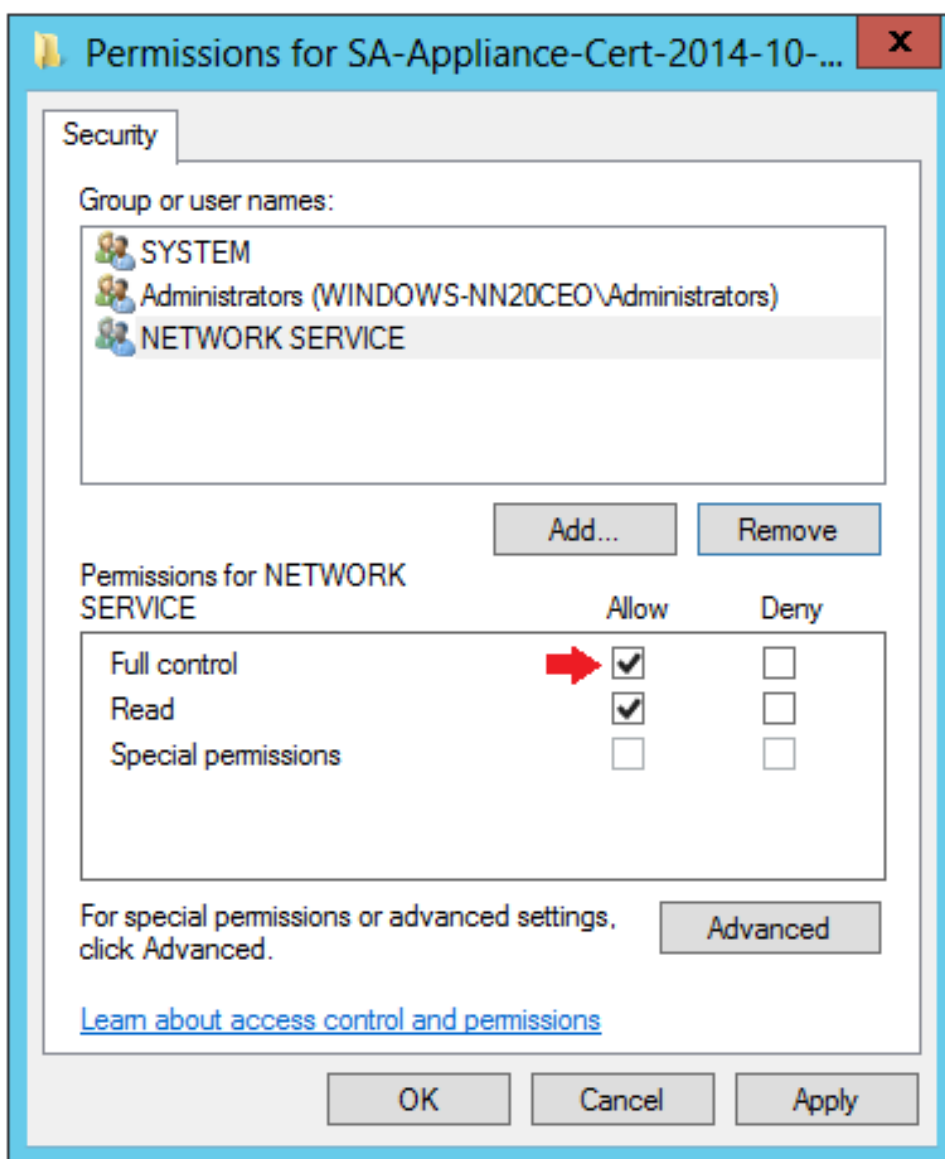 Permissions for SA-Appliance-Cert-2014-10-...
x
Security
Group or user names:
SYSTEM
Administrators (WINDOWS-NN20CEO\Administrators)
NETWORK SERVICE
Add...
Remove
Permissions for NETWORK
SERVICE
Allow
Deny
Full control
Read
Special permissions
For special permissions or advanced settings,
click Advanced.
Advanced
Learn about access control and permissions
OK
Cancel
Apply